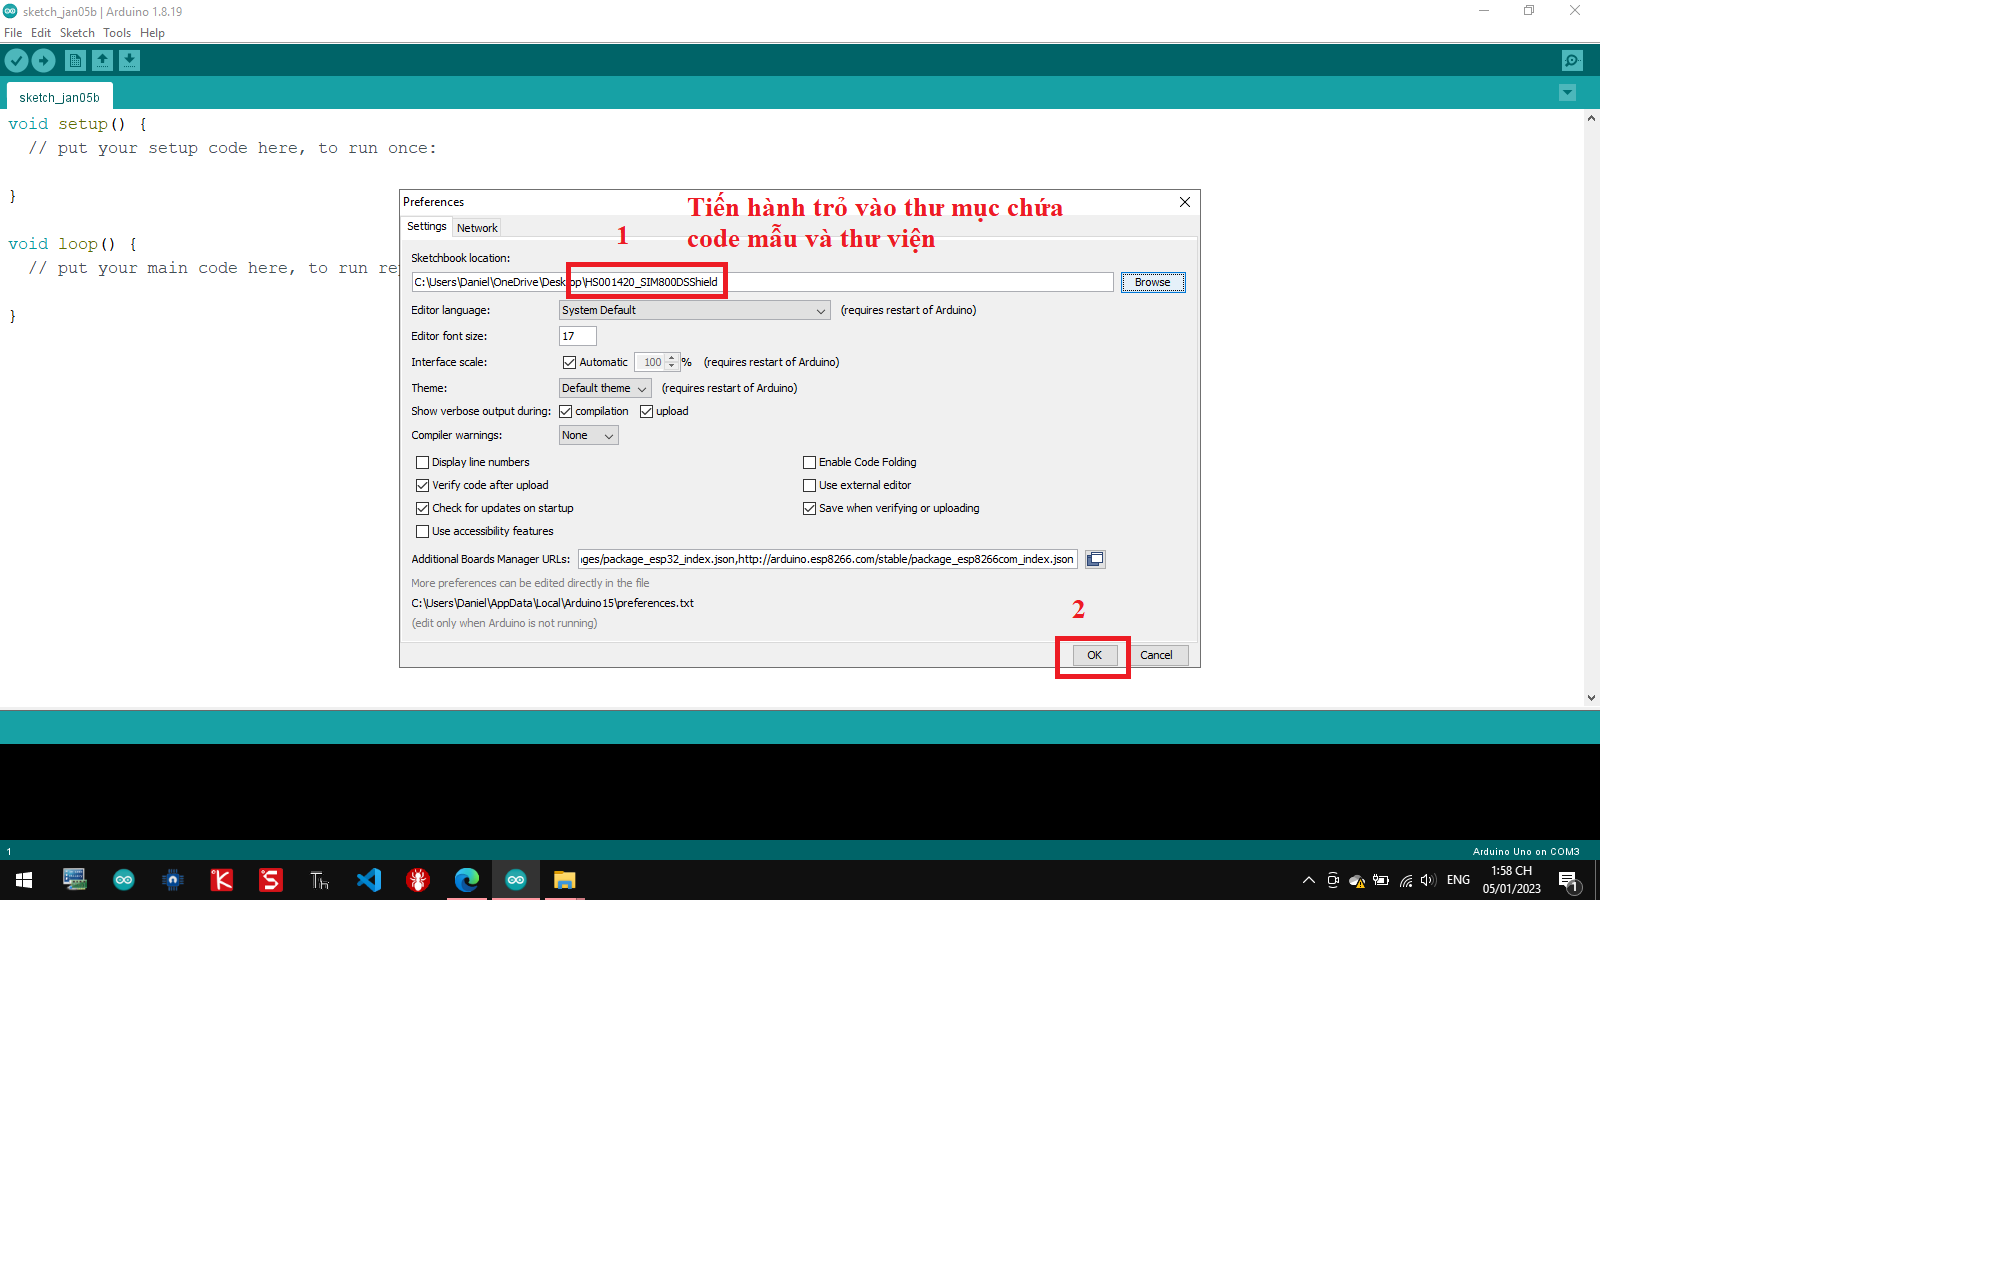 sketch_jan05b | Arduino 1.8.19
File Edit Sketch Tools Help
sketch_jan05b
void setup() {
// put your setup code here, to run once:
}
void loop() {
// put your main code here, to run rep
}
Preferences
Tiến hành trỏ vào thư mục chứa
code mẫu và thư viện
1
Settings Network
Sketchbook location:
C:\Users\Daniel\OneDrive\Desktop\HS001420_SIM800DSShield Browse
Editor language: System Default (requires restart of Arduino)
Editor font size: 17
Interface scale: Automatic 100 % (requires restart of Arduino)
Theme: Default theme (requires restart of Arduino)
Show verbose output during: compilation upload
Compiler warnings: None
Display line numbers Enable Code Folding
Verify code after upload Use external editor
Check for updates on startup Save when verifying or uploading
Use accessibility features
Additional Boards Manager URLs: ges/package_esp32_index.json,http://arduino.esp8266.com/stable/package_esp8266com_index.json
More preferences can be edited directly in the file
C:\Users\Daniel\AppData\Local\Arduino15\preferences.txt
(edit only when Arduino is not running)
2
OK Cancel
1 Arduino Uno on COM3
ENG 1:58 CH
05/01/2023
1